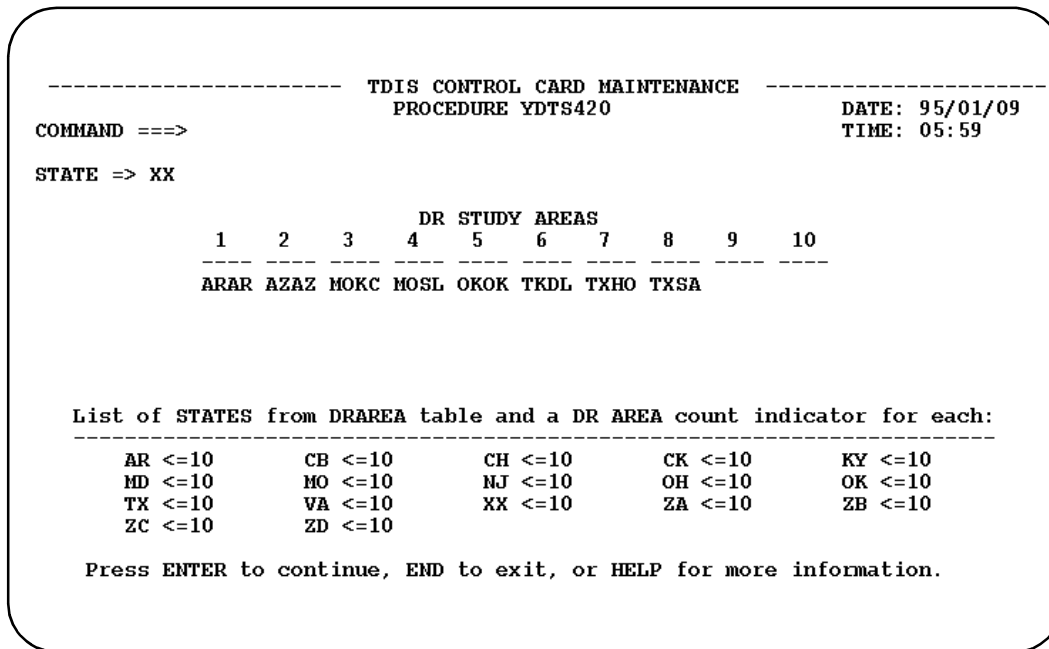 ----------------------- TDIS CONTROL CARD MAINTENANCE ----------------------
PROCEDURE YDTS420 DATE: 95/01/09
COMMAND ===> TIME: 05:59
STATE => XX
DR STUDY AREAS
1 2 3 4 5 6 7 8 9 10
---- ---- ---- ---- ---- ---- ---- ---- ---- ----
ARAR AZAZ MOKC MOSL OKOK TKDL TXHO TXSA
List of STATES from DRAREA table and a DR AREA count indicator for each:
------------------------------------------------------------------------
AR <=10 CB <=10 CH <=10 CK <=10 KY <=10
MD <=10 MO <=10 NJ <=10 OH <=10 OK <=10
TX <=10 VA <=10 XX <=10 ZA <=10 ZB <=10
ZC <=10 ZD <=10
Press ENTER to continue, END to exit, or HELP for more information.